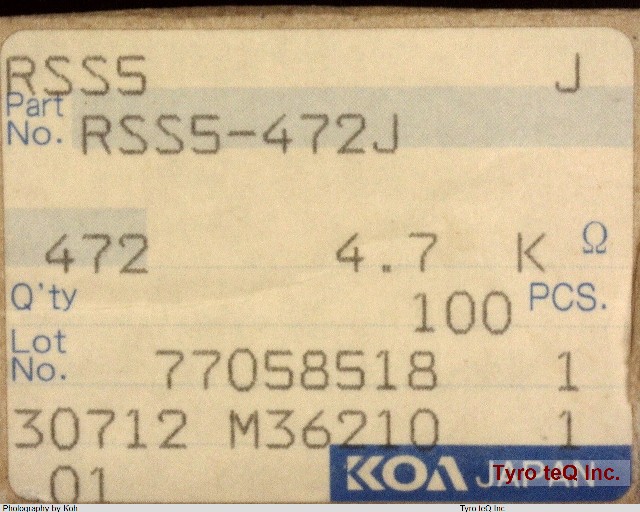 RSS5 J
Part No. RSS5-472J
472 4.7 K Ω
Q'ty 100 PCS.
Lot No. 77058518 1
30712 M36210 1
01 KOA JAPAN
Tyro teQ Inc.
Photography by Koh Tyro teQ Inc